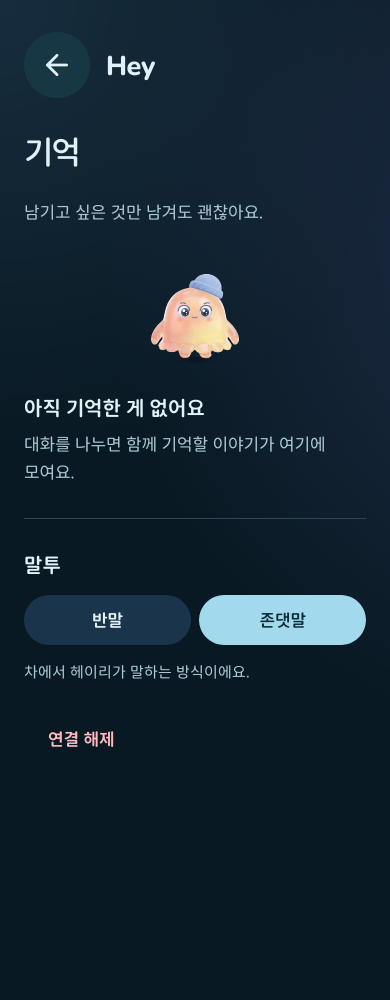 Hey
기억
남기고 싶은 것만 남겨도 괜찮아요.
아직 기억한 게 없어요
대화를 나누면 함께 기억할 이야기가 여기에
모여요.
말투
반말
존댓말
차에서 헤이리가 말하는 방식이에요.
연결 해제